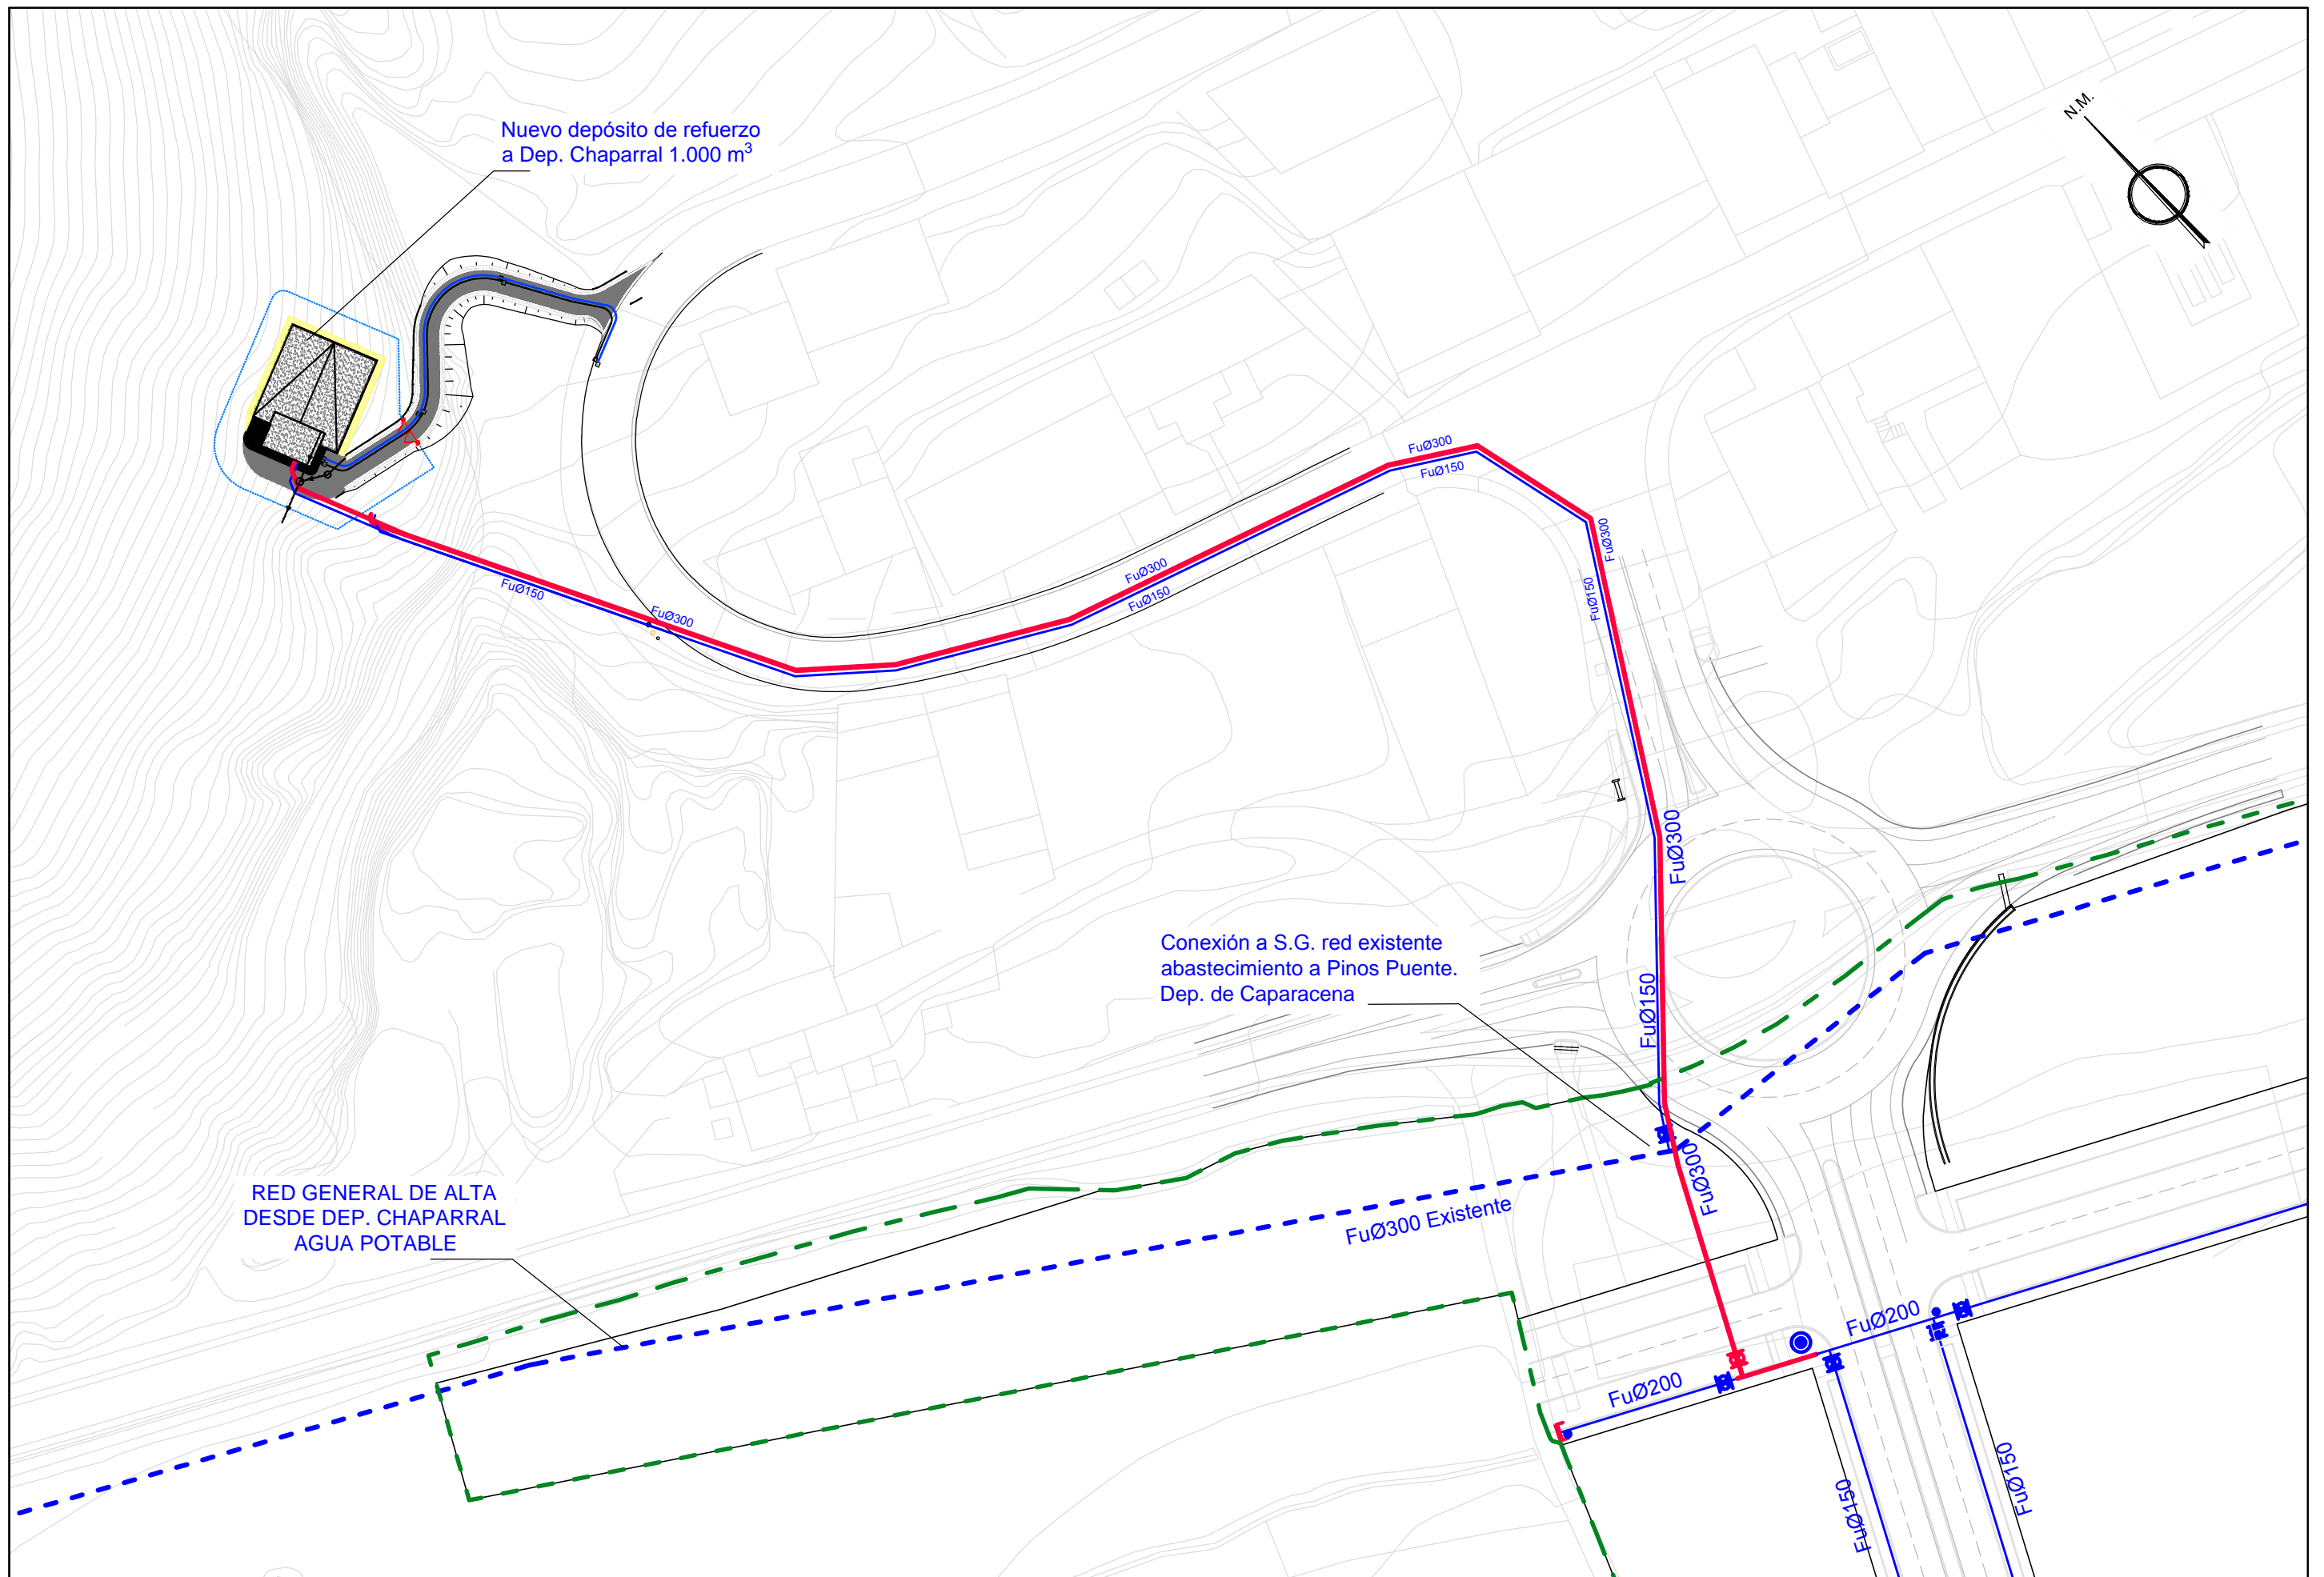 N.M.
Nuevo depósito de refuerzo
a Dep. Chaparral 1.000 m³
FuØ300
FuØ150
FuØ300
FuØ150
FuØ300
FuØ150
FuØ150
FuØ300
FuØ300
FuØ150
Conexión a S.G. red existente
abastecimiento a Pinos Puente.
Dep. de Caparacena
FuØ300
RED GENERAL DE ALTA
DESDE DEP. CHAPARRAL
AGUA POTABLE
FuØ300 Existente
FuØ200
FuØ200
FuØ150
FuØ150